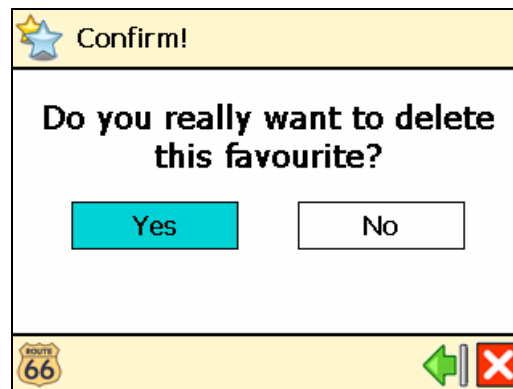 Confirm!
Do you really want to delete
this favourite?
Yes
No
ROUTE
66